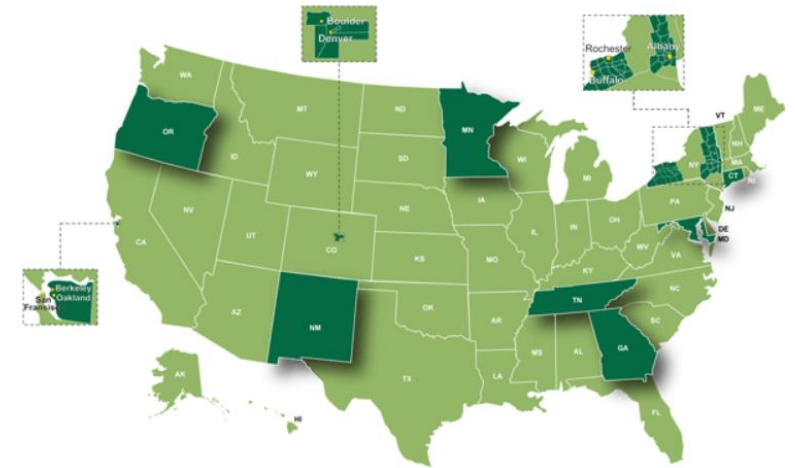 Boulder
Denver
Rochester
Albany
Buffalo
WA
MT
ND
MN
VT
ME
OR
ID
SD
WI
NY
NH
MA
CT
RI
WY
MI
IA
PA
NJ
NV
UT
CO
NE
IL
IN
OH
DE
MD
CA
KS
MO
WV
VA
KY
Berkeley
Oakland
San
Fransisco
AZ
NM
OK
AR
TN
NC
SC
MS
AL
GA
TX
LA
AK
HI
FL